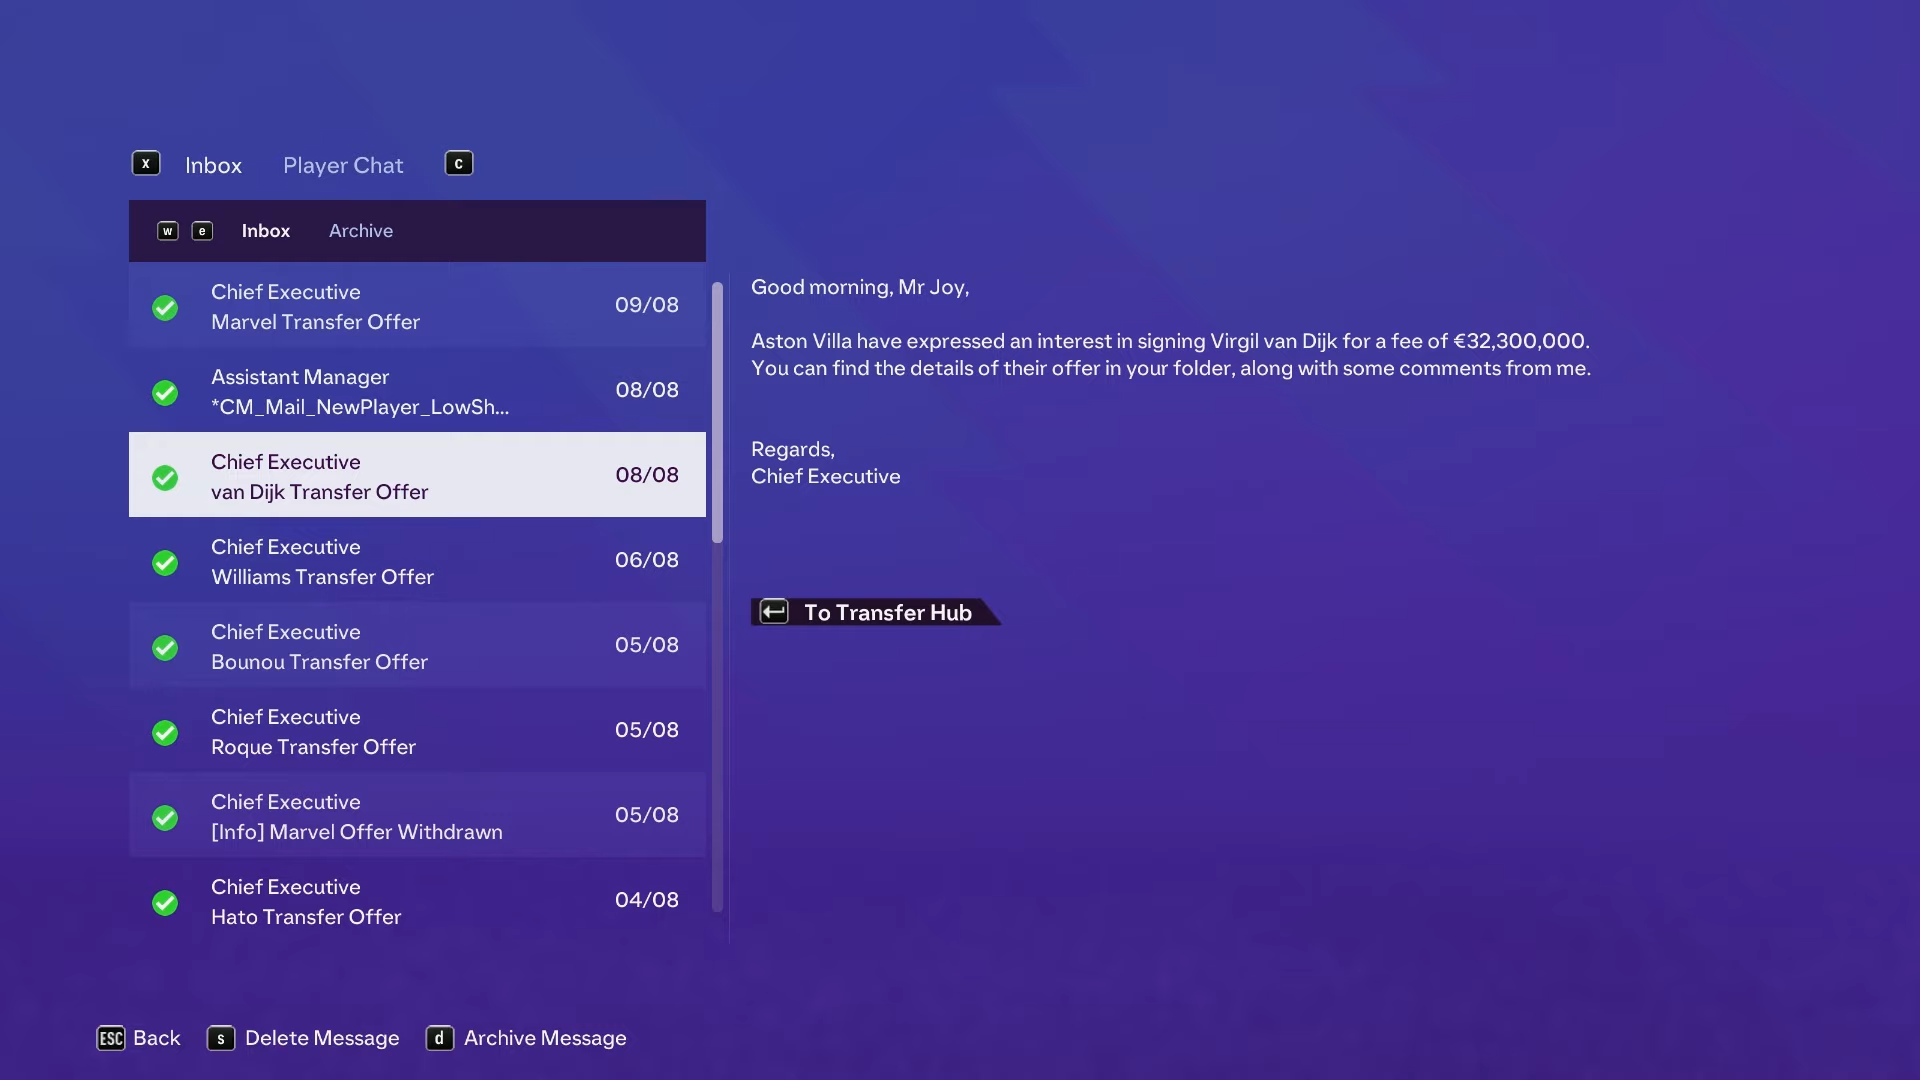 X Inbox Player Chat C
w e Inbox Archive
Chief Executive
Marvel Transfer Offer
09/08
Assistant Manager
*CM_Mail_NewPlayer_LowSh...
08/08
Chief Executive
van Dijk Transfer Offer
08/08
Chief Executive
Williams Transfer Offer
06/08
Chief Executive
Bounou Transfer Offer
05/08
Chief Executive
Roque Transfer Offer
05/08
Chief Executive
[Info] Marvel Offer Withdrawn
05/08
Chief Executive
Hato Transfer Offer
04/08
Good morning, Mr Joy,
Aston Villa have expressed an interest in signing Virgil van Dijk for a fee of €32,300,000.
You can find the details of their offer in your folder, along with some comments from me.
Regards,
Chief Executive
To Transfer Hub
ESC Back s Delete Message d Archive Message